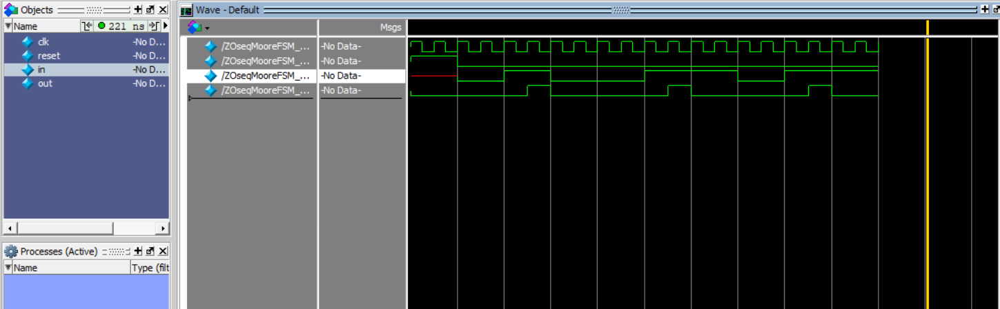 Objects
Name 221 ns
clk -No D...
reset -No D...
in -No D...
out -No D...
Processes (Active)
Name Type (filt
Wave - Default
Msgs
/ZOseqMooreFSM_... -No Data-
/ZOseqMooreFSM_... -No Data-
/ZOseqMooreFSM_... -No Data-
/ZOseqMooreFSM_... -No Data-